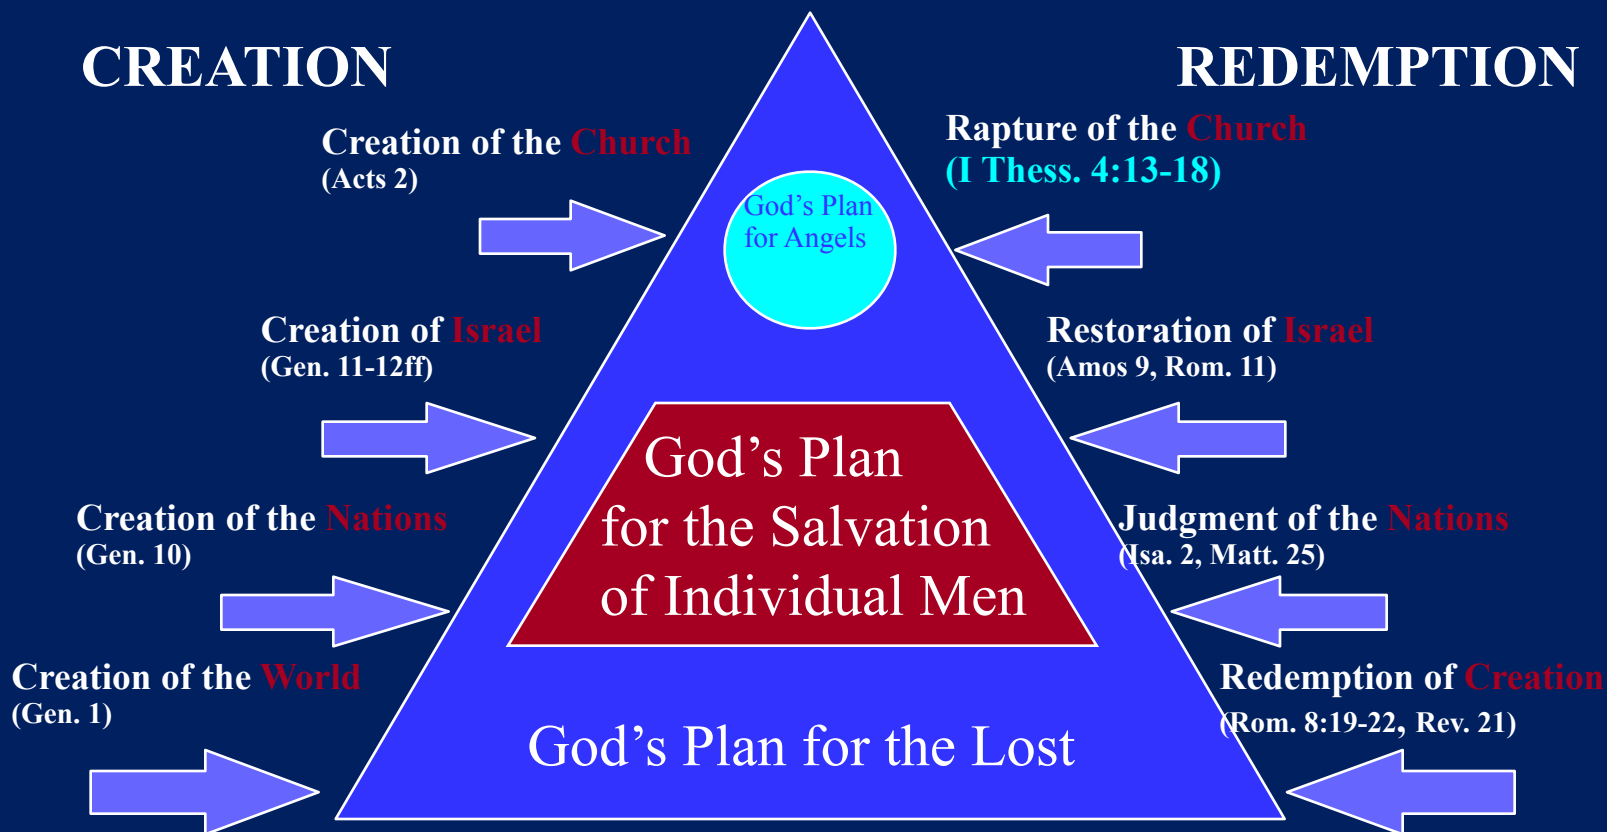 CREATION
REDEMPTION
Creation of the Church
(Acts 2)
Rapture of the Church
(I Thess. 4:13-18)
God’s Plan
for Angels
Creation of Israel
(Gen. 11-12ff)
Restoration of Israel
(Amos 9, Rom. 11)
God’s Plan
for the Salvation
of Individual Men
Creation of the Nations
(Gen. 10)
Judgment of the Nations
(Isa. 2, Matt. 25)
Creation of the World
(Gen. 1)
Redemption of Creation
(Rom. 8:19-22, Rev. 21)
God’s Plan for the Lost